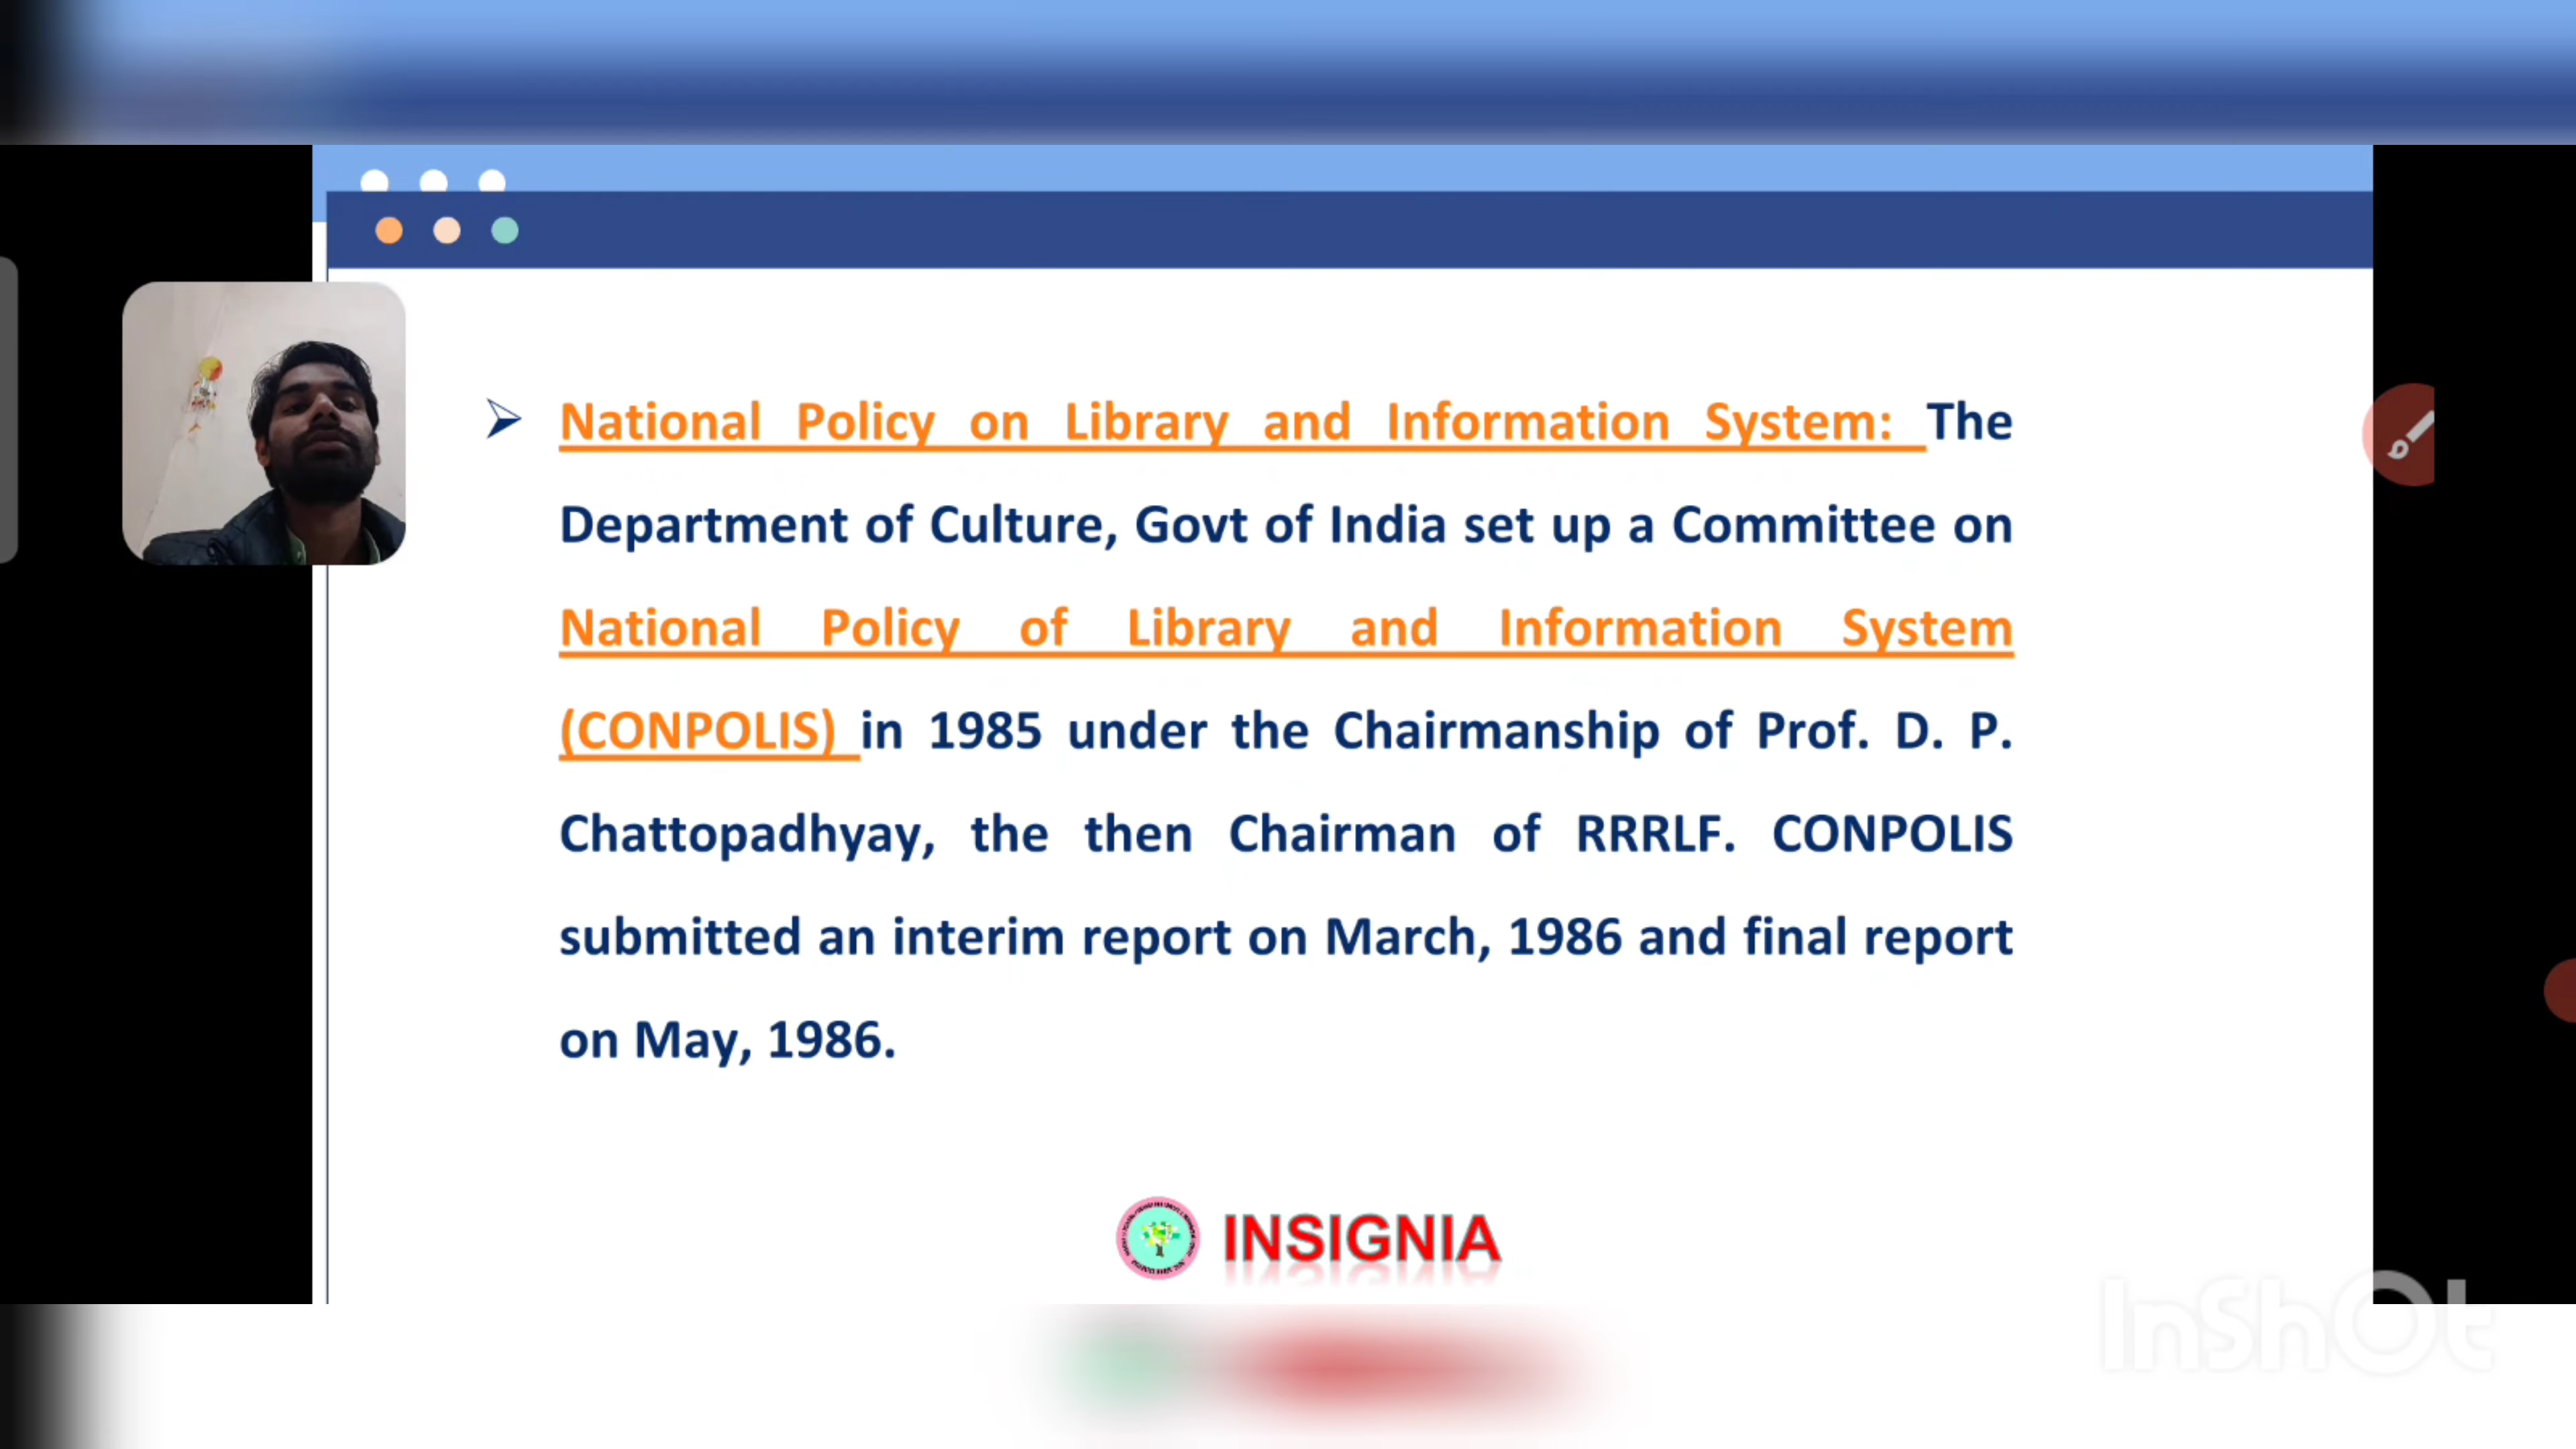 National Policy on Library and Information System: The
Department of Culture, Govt of India set up a Committee on
National Policy of Library and Information System
(CONPOLIS) in 1985 under the Chairmanship of Prof. D. P.
Chattopadhyay, the then Chairman of RRRLF. CONPOLIS
submitted an interim report on March, 1986 and final report
on May, 1986.
INSIGNIA
InShOt